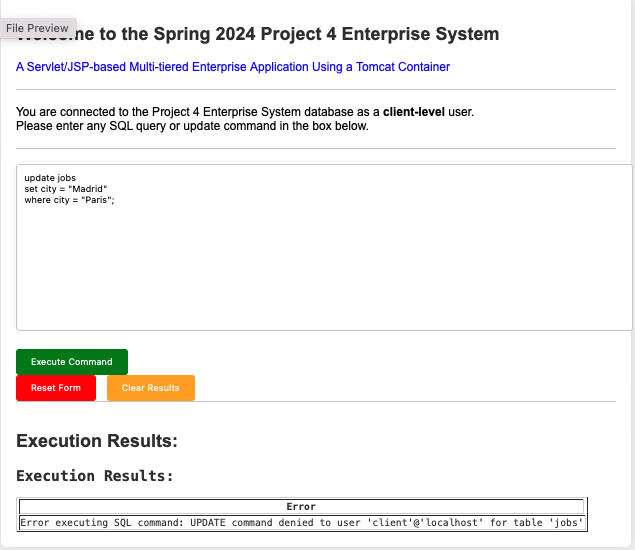 File Preview
Welcome to the Spring 2024 Project 4 Enterprise System
A Servlet/JSP-based Multi-tiered Enterprise Application Using a Tomcat Container
You are connected to the Project 4 Enterprise System database as a client-level user.
Please enter any SQL query or update command in the box below.
update jobs
set city = "Madrid"
where city = "Paris";
Execute Command
Reset Form Clear Results
Execution Results:
Execution Results:
Error
Error executing SQL command: UPDATE command denied to user 'client'@'localhost' for table 'jobs'